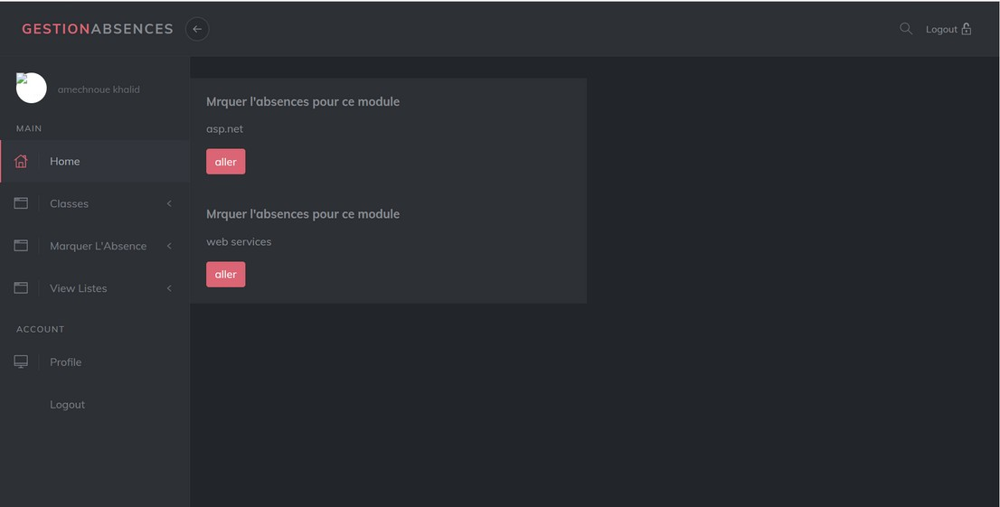 GESTIONABSENCES
Logout
amechnoue khalid
MAIN
Home
Classes
Marquer L'Absence
View Listes
ACCOUNT
Profile
Logout
Mrquer l'absences pour ce module
asp.net
aller
Mrquer l'absences pour ce module
web services
aller